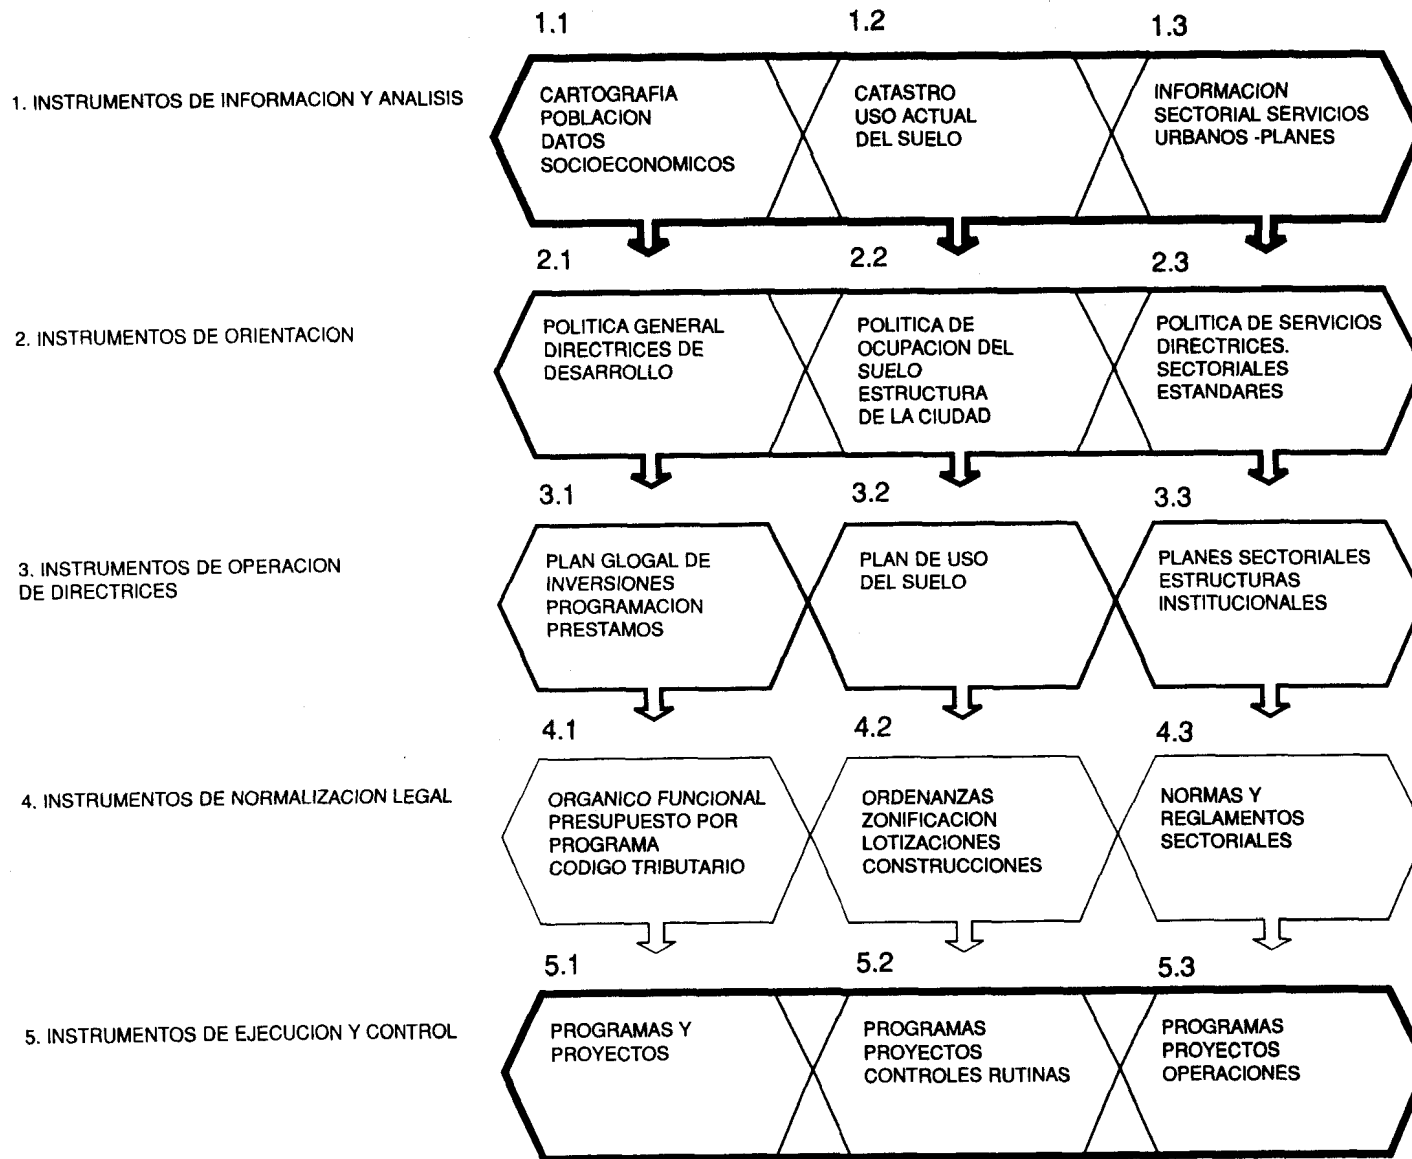 1.1
1.2
1.3
1. INSTRUMENTOS DE INFORMACION Y ANALISIS
CARTOGRAFIA
POBLACION
DATOS
SOCIOECONOMICOS
CATASTRO
USO ACTUAL
DEL SUELO
INFORMACION
SECTORIAL SERVICIOS
URBANOS -PLANES
2.1
2.2
2.3
2. INSTRUMENTOS DE ORIENTACION
POLITICA GENERAL
DIRECTRICES DE
DESARROLLO
POLITICA DE
OCUPACION DEL
SUELO
ESTRUCTURA
DE LA CIUDAD
POLITICA DE SERVICIOS
DIRECTRICES.
SECTORIALES
ESTANDARES
3.1
3.2
3.3
3. INSTRUMENTOS DE OPERACION
DE DIRECTRICES
PLAN GLOGAL DE
INVERSIONES
PROGRAMACION
PRESTAMOS
PLAN DE USO
DEL SUELO
PLANES SECTORIALES
ESTRUCTURAS
INSTITUCIONALES
4.1
4.2
4.3
4. INSTRUMENTOS DE NORMALIZACION LEGAL
ORGANICO FUNCIONAL
PRESUPUESTO POR
PROGRAMA
CODIGO TRIBUTARIO
ORDENANZAS
ZONIFICACION
LOTIZACIONES
CONSTRUCCIONES
NORMAS Y
REGLAMENTOS
SECTORIALES
5.1
5.2
5.3
5. INSTRUMENTOS DE EJECUCION Y CONTROL
PROGRAMAS Y
PROYECTOS
PROGRAMAS
PROYECTOS
CONTROLES RUTINAS
PROGRAMAS
PROYECTOS
OPERACIONES